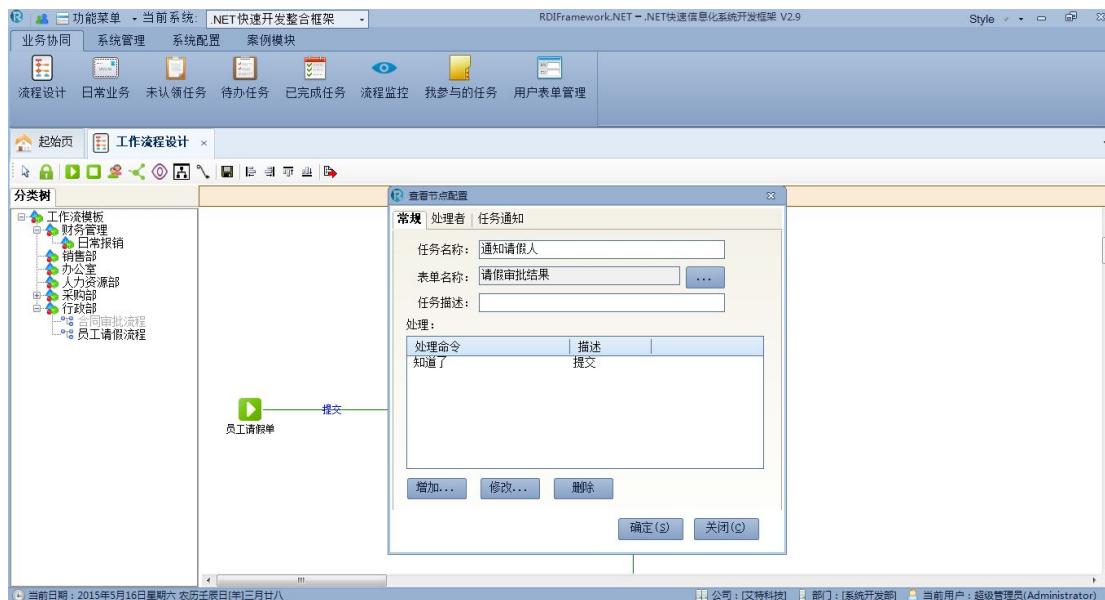 功能菜单 当前系统: .NET快速开发整合框架 RDIFramework.NET━.NET快速信息化系统开发框架 V2.9 Style
业务协同 系统管理 系统配置 案例模块
流程设计 日常业务 未认领任务 待办任务 已完成任务 流程监控 我参与的任务 用户表单管理
起始页 工作流程设计
分类树
工作流模板
财务管理
日常报销
销售部
办公室
人力资源部
采购部
行政部
合同审批流程
员工请假流程
提交
员工请假单
查看节点配置
常规 处理者 任务通知
任务名称: 通知请假人
表单名称: 请假审批结果 ...
任务描述:
处理:
处理命令 描述
知道了 提交
增加... 修改... 删除
确定(S) 关闭(C)
当前日期：2015年5月16日星期六 农历壬辰日[羊]三月廿八 公司：[艾特科技] 部门：[系统开发部] 当前用户：超级管理员(Administrator)